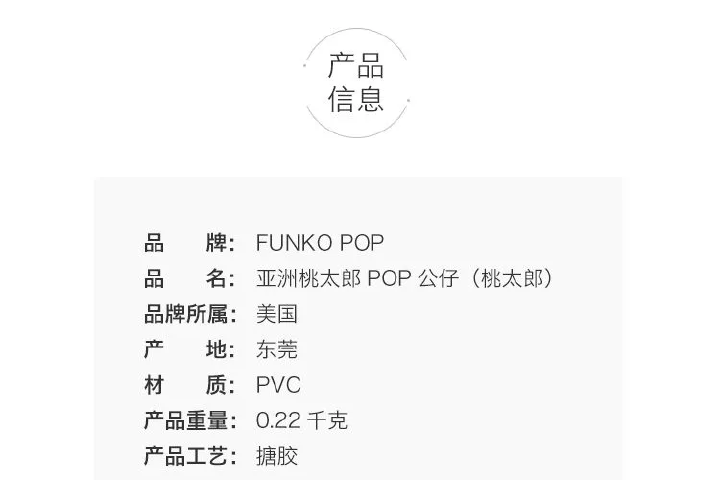 产品
信息
品 牌： FUNKO POP
品 名： 亚洲桃太郎 POP 公仔（桃太郎）
品牌所属： 美国
产 地： 东莞
材 质： PVC
产品重量： 0.22 千克
产品工艺： 搪胶